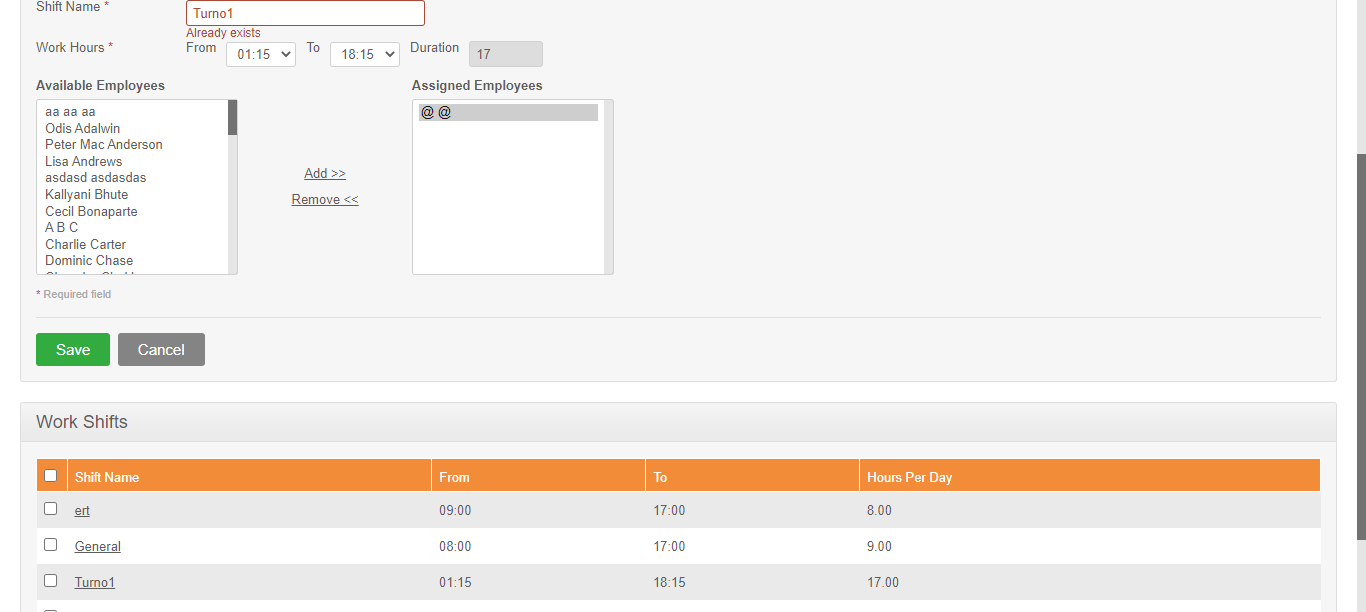 Shift Name *
Turno1
Already exists
Work Hours *
From
01:15
To
18:15
Duration
17
Available Employees
Assigned Employees
aa aa aa
Odis Adalwin
Peter Mac Anderson
Lisa Andrews
asdasd asdasdas
Kallyani Bhute
Cecil Bonaparte
A B C
Charlie Carter
Dominic Chase
@ @
Add >>
Remove <<
* Required field
Save
Cancel
Work Shifts
Shift Name From To Hours Per Day
ert 09:00 17:00 8.00
General 08:00 17:00 9.00
Turno1 01:15 18:15 17.00